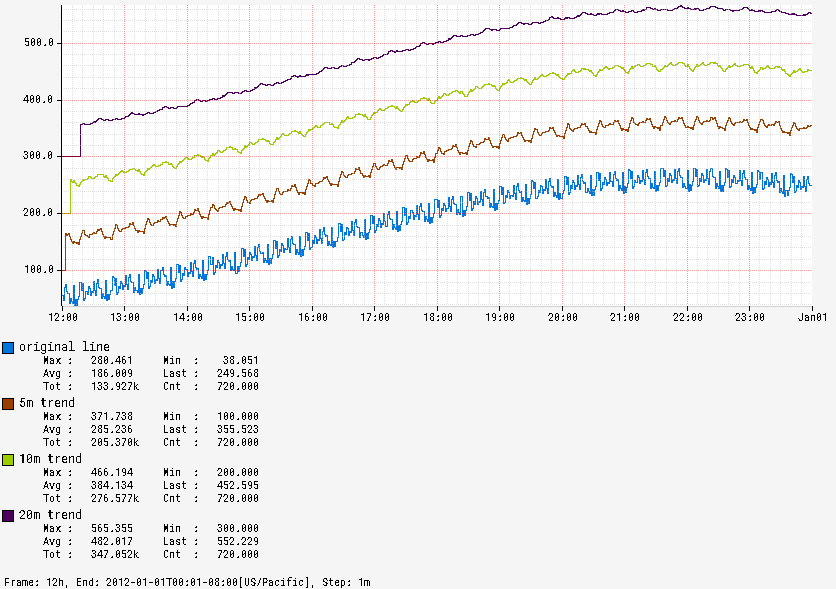 500.0
400.0
300.0
200.0
100.0
12:00 13:00 14:00 15:00 16:00 17:00 18:00 19:00 20:00 21:00 22:00 23:00 Jan01
original line
Max : 280.461 Min : 38.051
Avg : 186.009 Last : 249.568
Tot : 133.927k Cnt : 720.000
5m trend
Max : 371.738 Min : 100.000
Avg : 285.236 Last : 355.523
Tot : 205.370k Cnt : 720.000
10m trend
Max : 466.194 Min : 200.000
Avg : 384.134 Last : 452.595
Tot : 276.577k Cnt : 720.000
20m trend
Max : 565.355 Min : 300.000
Avg : 482.017 Last : 552.229
Tot : 347.052k Cnt : 720.000
Frame: 12h, End: 2012-01-01T00:01-08:00[US/Pacific], Step: 1m